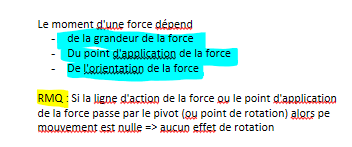 Le moment d'une force dépend
- de la grandeur de la force
- Du point d'application de la force
- De l'orientation de la force
RMQ : Si la ligne d'action de la force ou le point d'application
de la force passe par le pivot (ou point de rotation) alors pe
mouvement est nulle => aucun effet de rotation